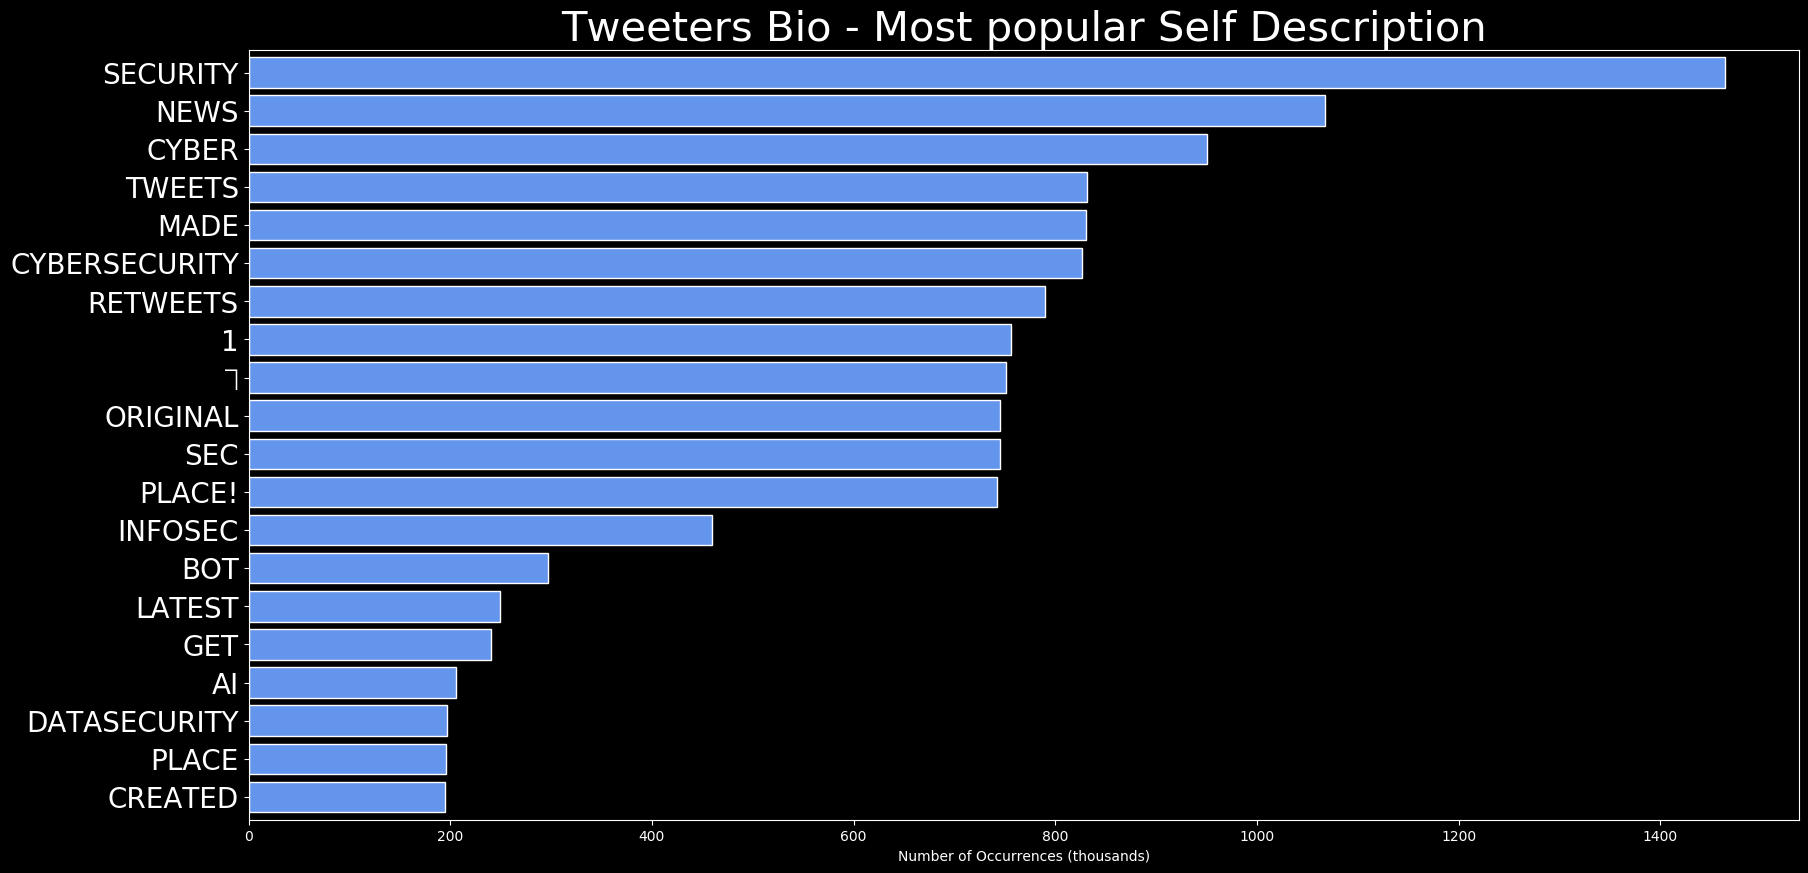 Tweeters Bio - Most popular Self Description
SECURITY
NEWS
CYBER
TWEETS
MADE
CYBERSECURITY
RETWEETS
1
ORIGINAL
SEC
PLACE!
INFOSEC
BOT
LATEST
GET
AI
DATASECURITY
PLACE
CREATED
0 200 400 600 800 1000 1200 1400
Number of Occurrences (thousands)